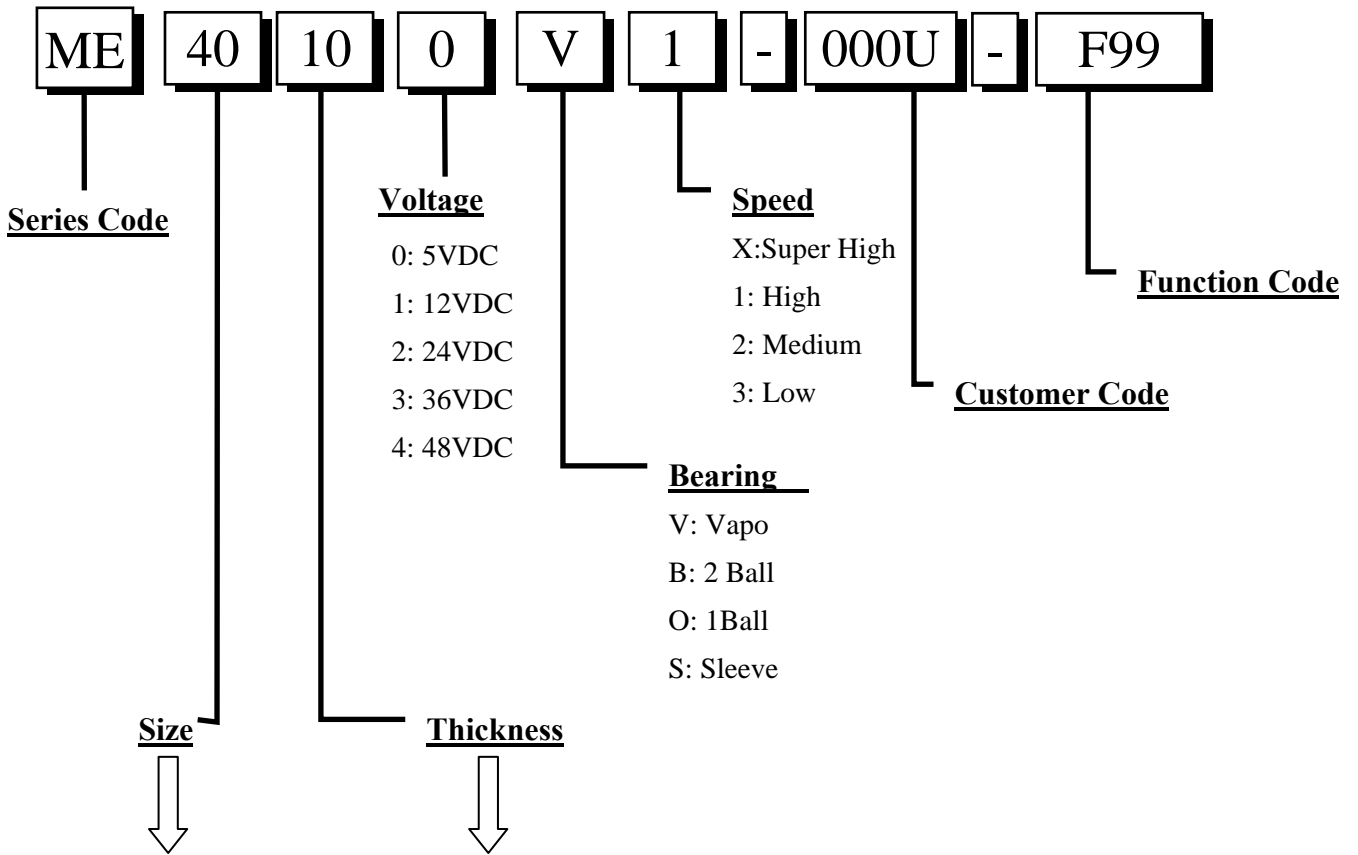 ME 40 10 0 V 1 - 000U - F99
Series Code
Voltage
0: 5VDC
1: 12VDC
2: 24VDC
3: 36VDC
4: 48VDC
Speed
X:Super High
1: High
2: Medium
3: Low
Function Code
Customer Code
Bearing
V: Vapo
B: 2 Ball
O: 1Ball
S: Sleeve
Size
Thickness